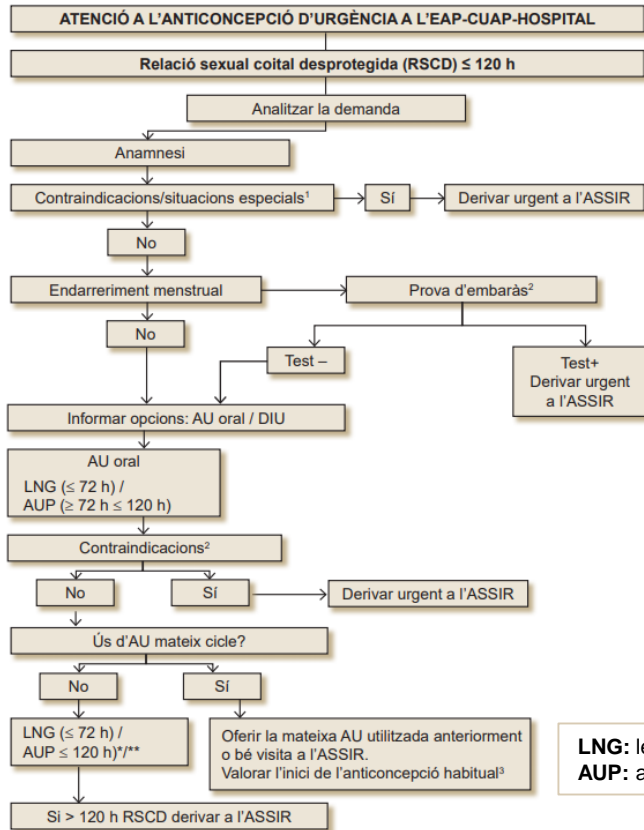 ATENCIÓ A L'ANTICONCEPCIÓ D'URGÈNCIA A L'EAP-CUAP-HOSPITAL
Relació sexual coital desprotegida (RSCD) ≤ 120 h
Analitzar la demanda
Anamnesi
Contraindicacions/situacions especials¹
Sí
Derivar urgent a l'ASSIR
No
Endarreriment menstrual
Prova d'embaràs²
No
Test –
Test+
Derivar urgent
a l'ASSIR
Informar opcions: AU oral / DIU
AU oral
LNG (≤ 72 h) /
AUP (≥ 72 h ≤ 120 h)
Contraindicacions²
No
Sí
Derivar urgent a l'ASSIR
Ús d'AU mateix cicle?
No
Sí
LNG (≤ 72 h) /
AUP ≤ 120 h)*/**
Oferir la mateixa AU utilitzada anteriorment
o bé visita a l'ASSIR.
Valorar l'inici de l'anticoncepció habitual³
LNG: le
AUP: a
Si > 120 h RSCD derivar a l'ASSIR